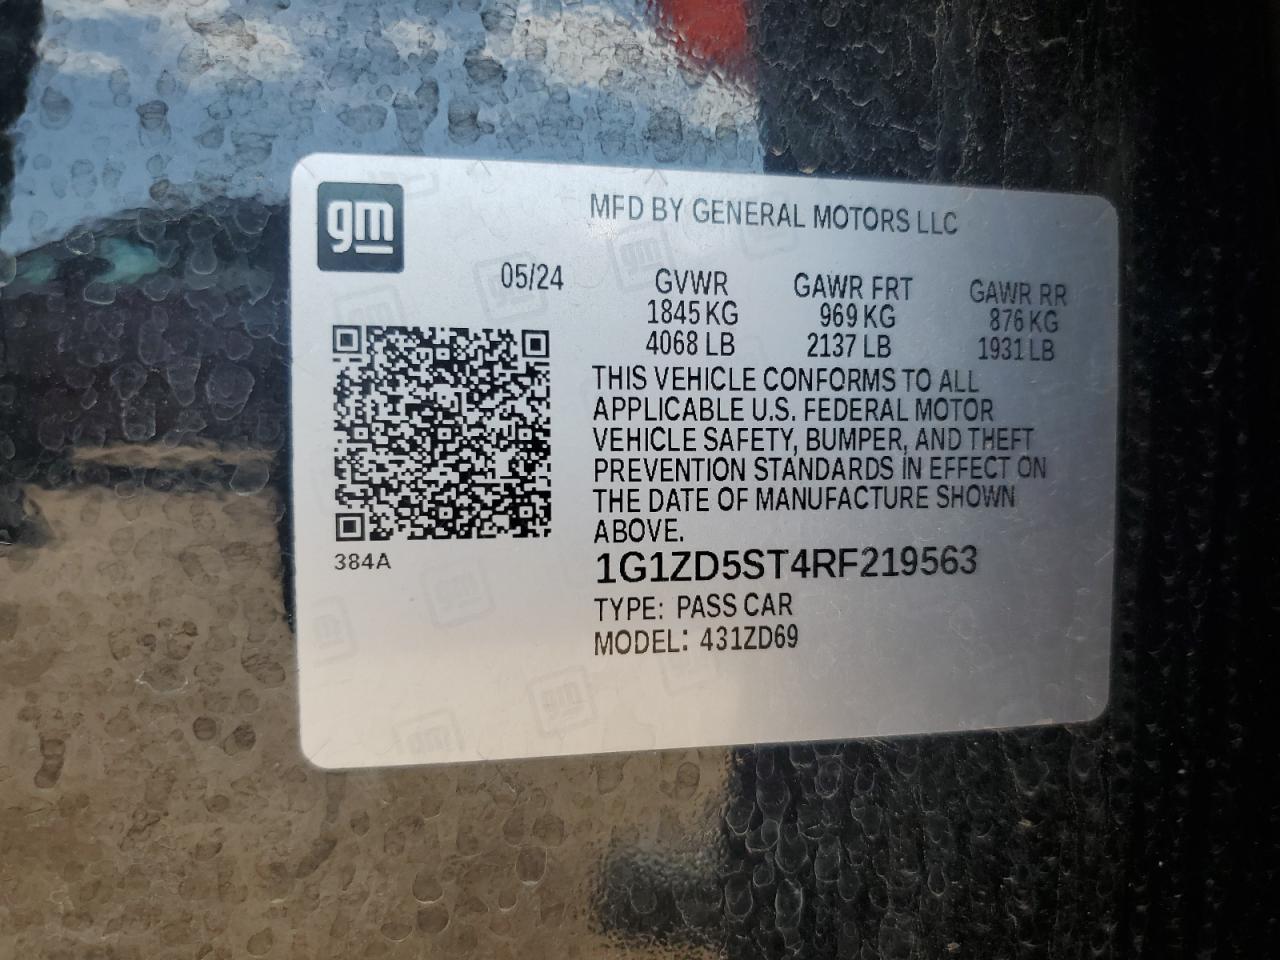 gm
MFD BY GENERAL MOTORS LLC
05/24 GVWR GAWR FRT GAWR RR
1845 KG 969 KG 876 KG
4068 LB 2137 LB 1931 LB
THIS VEHICLE CONFORMS TO ALL
APPLICABLE U.S. FEDERAL MOTOR
VEHICLE SAFETY, BUMPER, AND THEFT
PREVENTION STANDARDS IN EFFECT ON
THE DATE OF MANUFACTURE SHOWN
ABOVE.
384A
1G1ZD5ST4RF219563
TYPE: PASS CAR
MODEL: 431ZD69